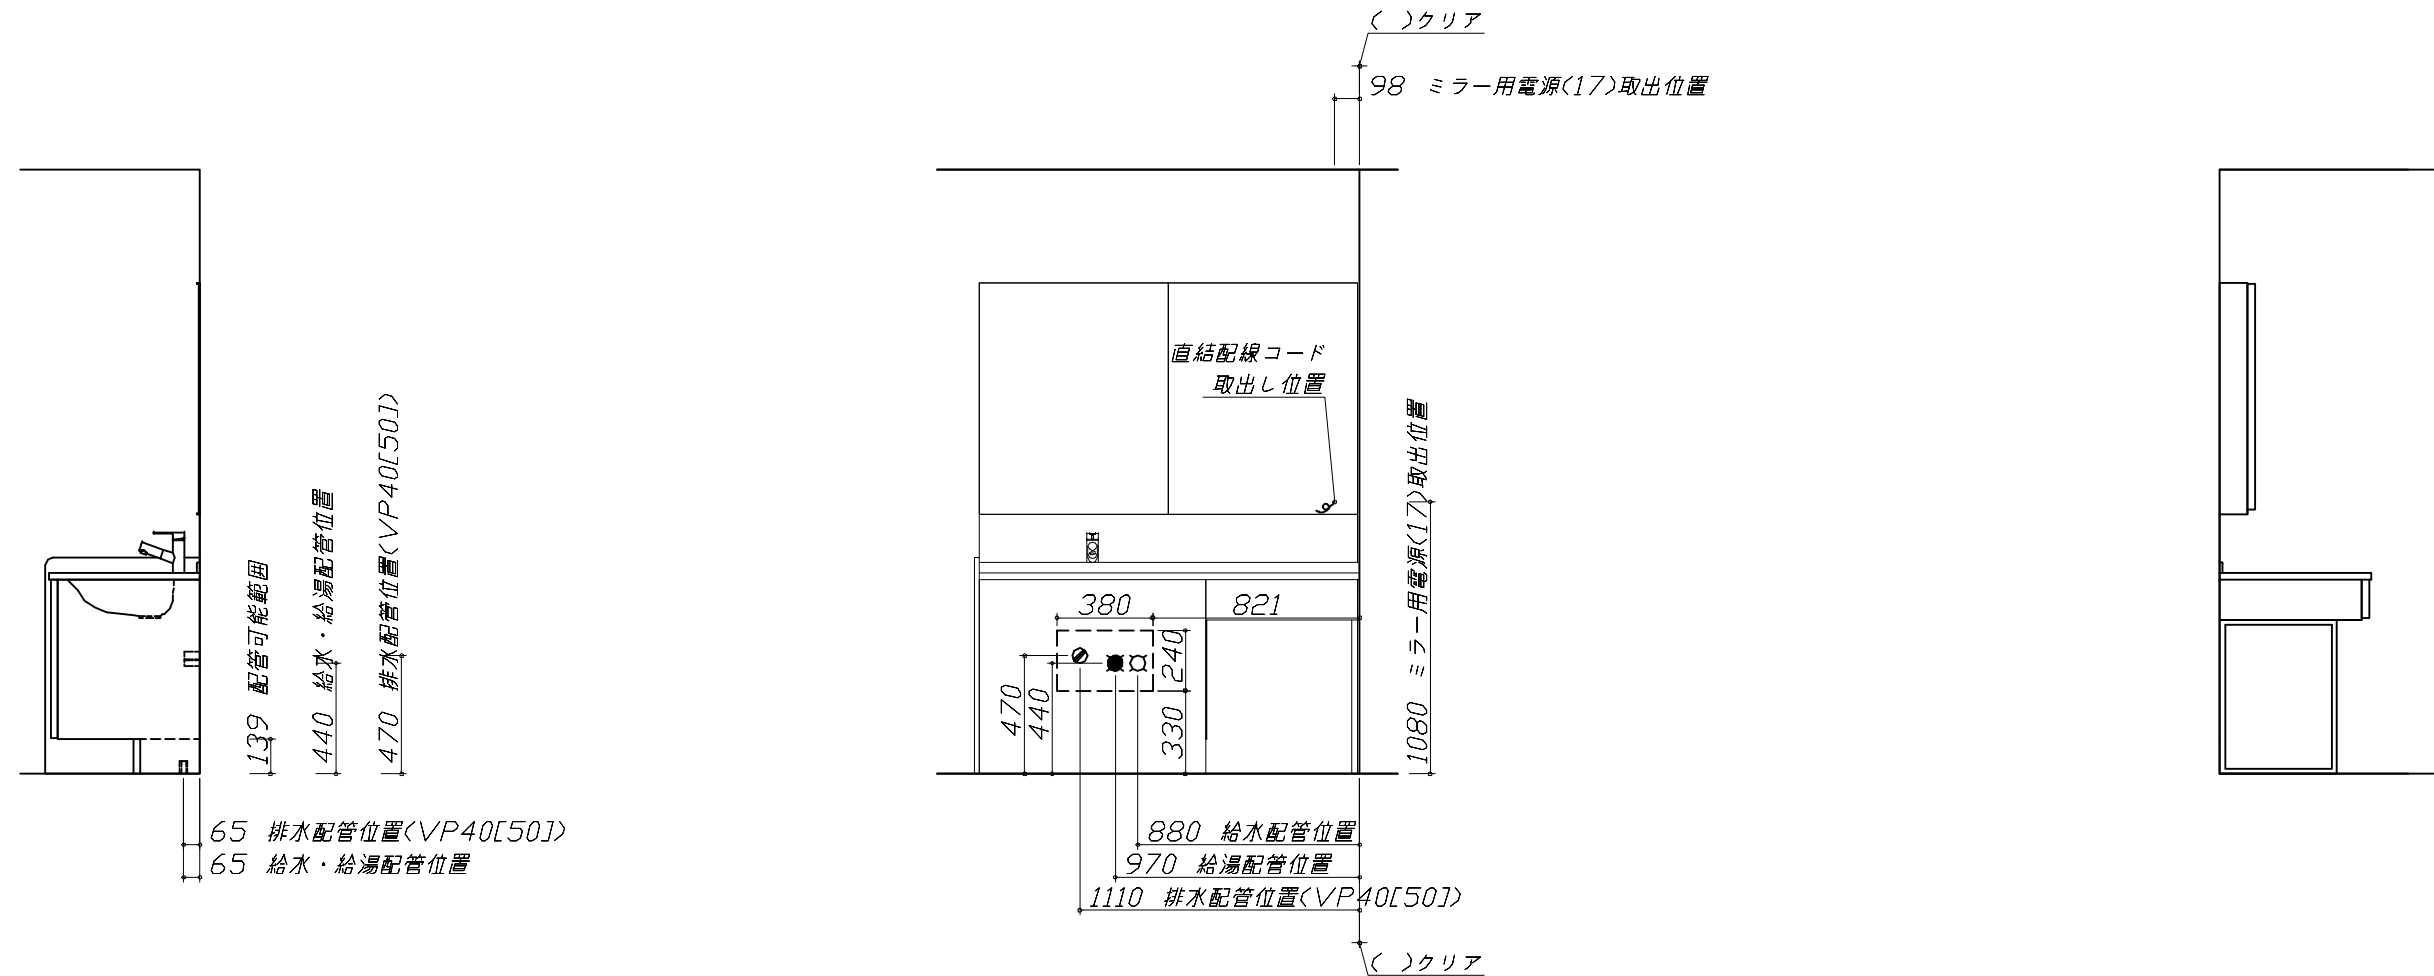 ( )クリア
98 ミラー用電源(17)取出位置
直結配線コード
取出し位置
139 配管可能範囲
440 給水・給湯配管位置
470 排水配管位置(VP40[50])
65 排水配管位置(VP40[50])
65 給水・給湯配管位置
380
821
240
330
470
440
1080 ミラー用電源(17)取出位置
880 給水配管位置
970 給湯配管位置
1110 排水配管位置(VP40[50])
( )クリア